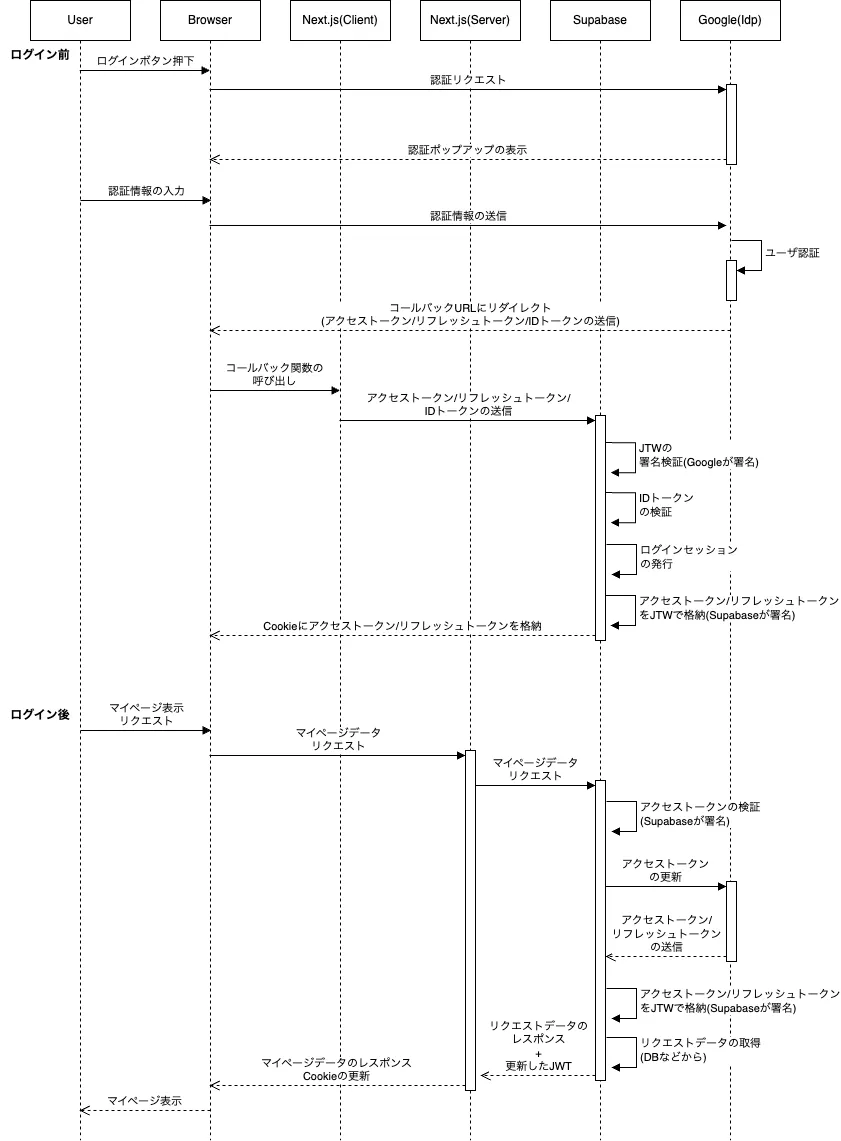 User
Browser
Next.js(Client)
Next.js(Server)
Supabase
Google(Idp)
ログイン前
ログインボタン押下
認証リクエスト
認証ポップアップの表示
認証情報の入力
認証情報の送信
ユーザ認証
コールバックURLにリダイレクト
(アクセストークン/リフレッシュトークン/IDトークンの送信)
コールバック関数の
呼び出し
アクセストークン/リフレッシュトークン/
IDトークンの送信
JTWの
署名検証(Googleが署名)
IDトークン
の検証
ログインセッション
の発行
アクセストークン/リフレッシュトークン
をJTWで格納(Supabaseが署名)
Cookieにアクセストークン/リフレッシュトークンを格納
ログイン後
マイページ表示
リクエスト
マイページデータ
リクエスト
マイページデータ
リクエスト
アクセストークンの検証
(Supabaseが署名)
アクセストークン
の更新
アクセストークン/
リフレッシュトークン
の送信
アクセストークン/リフレッシュトークン
をJTWで格納(Supabaseが署名)
リクエストデータの取得
(DBなどから)
リクエストデータの
レスポンス
+
更新したJWT
マイページデータのレスポンス
Cookieの更新
マイページ表示